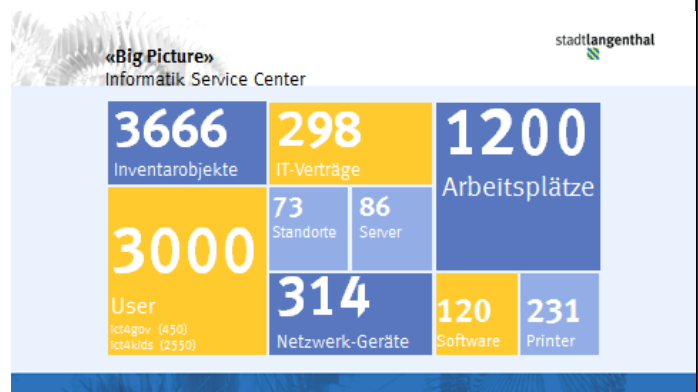 «Big Picture»
Informatik Service Center
stadtlangenthal
3666
Inventarobjekte
298
IT-Verträge
1200
Arbeitsplätze
3000
User
Ict4gov (450)
Ict4kids (2550)
73
Standorte
86
Server
314
Netzwerk-Geräte
120
Software
231
Printer